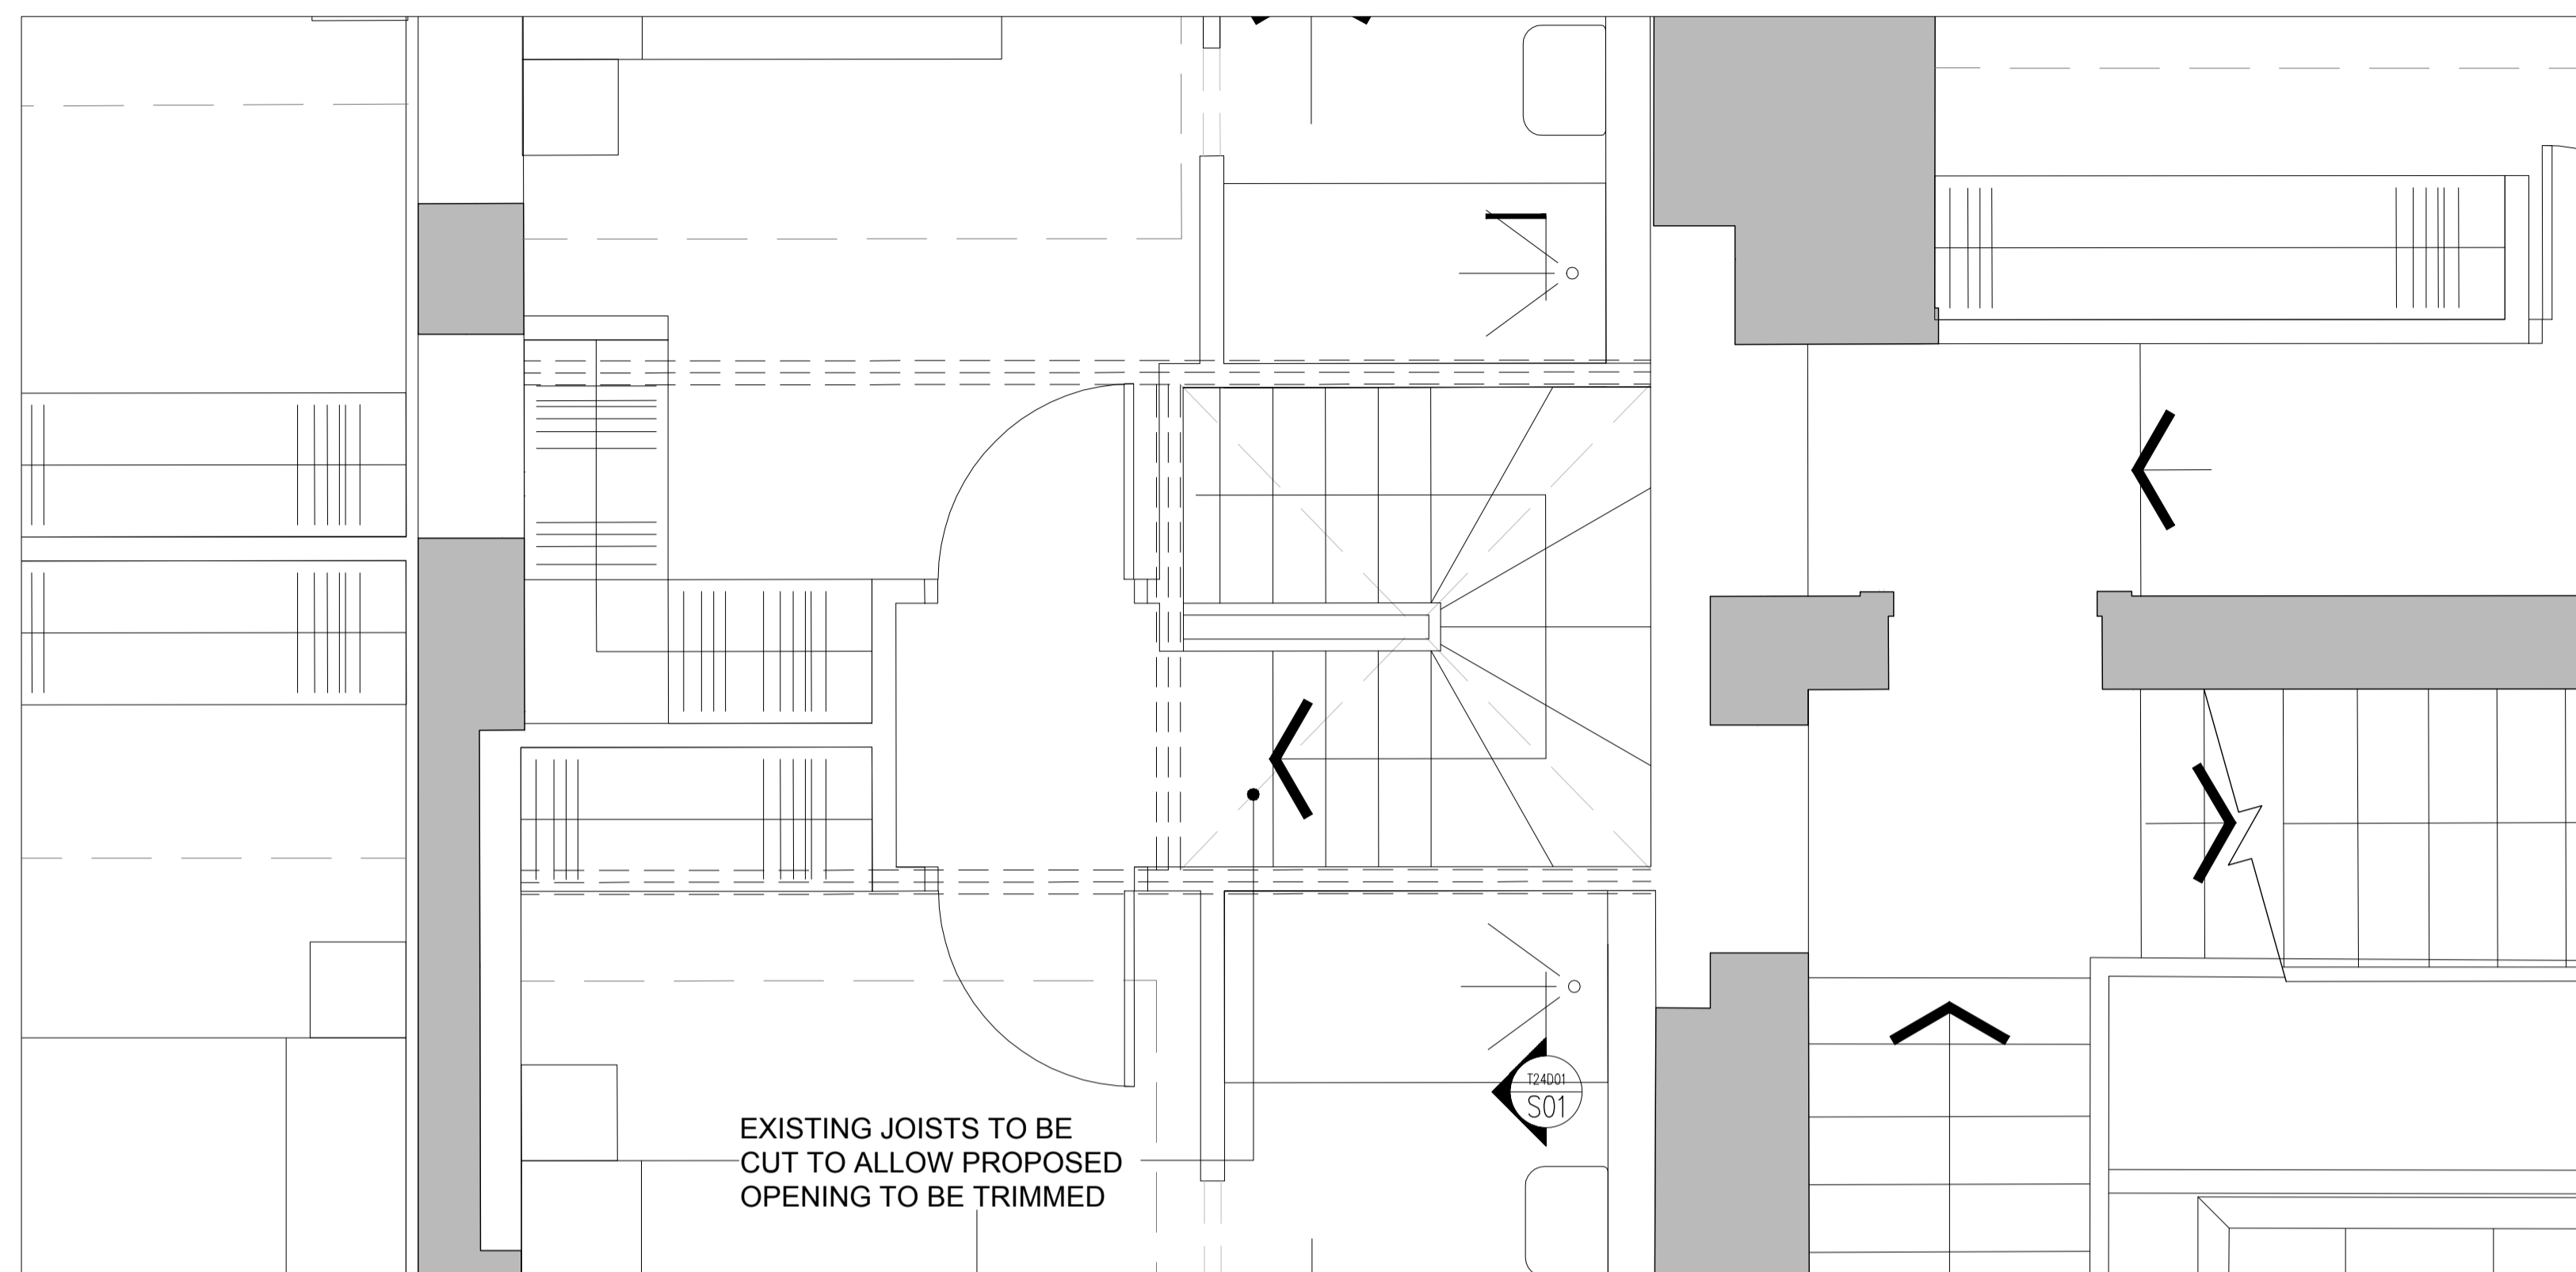 T24D01
S01
EXISTING JOISTS TO BE
CUT TO ALLOW PROPOSED
OPENING TO BE TRIMMED